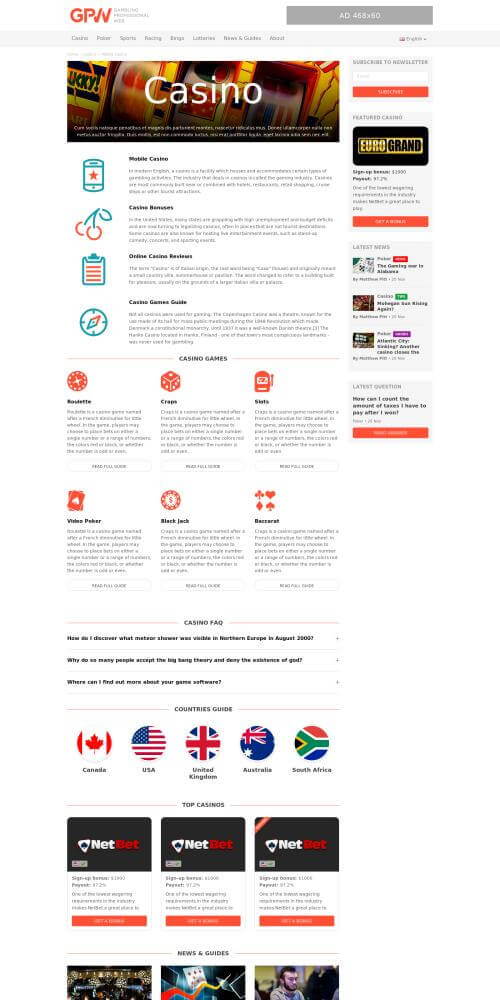 GPW GAMBLING
PROFESSIONAL
WEB
AD 468x60
Casino Poker Sports Racing Bingo Lotteries News & Guides About English
Casino
Cum sociis natoque penatibus et magnis dis parturient montes, nascetur ridiculus mus. Donec ullamcorper nulla non
metus auctor fringilla. Duis mollis, est non commodo luctus, nisi erat porttitor ligula, eget lacinia odio sem nec elit.
Mobile Casino
In modern English, a casino is a facility which houses and accommodates certain types of
gambling activities. The industry that deals in casinos is called the gaming industry. Casinos
are most commonly built near or combined with hotels, restaurants, retail shopping, cruise
ships or other tourist attractions.
Casino Bonuses
In the United States, many states are grappling with high unemployment and budget deficits
and are now turning to legalizing casinos, often in places that are not tourist destinations.
Some casinos are also known for hosting live entertainment events, such as stand-up
comedy, concerts, and sporting events.
Online Casino Reviews
The term "Casino" is of Italian origin, the root word being "Casa" (house) and originally meant
a small country villa, summerhouse or pavilion. The word changed to refer to a building built
for pleasure, usually on the grounds of a larger Italian villa or palazzo.
Casino Games Guide
Not all casinos were used for gaming. The Copenhagen Casino was a theatre, known for the
use made of its hall for mass public meetings during the 1848 Revolution which made
Denmark a constitutional monarchy. Until 1937 it was a well-known Danish theatre.[3] The
Hanko Casino located in Hanko, Finland - one of that town's most conspicuous landmarks -
was never used for gambling.
CASINO GAMES
Roulette
Roulette is a casino game named after a
French diminutive for little wheel.
In the game, players may choose to
place bets on either a single number
or a range of numbers, the colors red
or black, or whether the number is
odd or even.
READ FULL GUIDE
Craps
Craps is a casino game named after a
French diminutive for little wheel. In
the game, players may choose to
place bets on either a single number
or a range of numbers, the colors red
or black, or whether the number is
odd or even.
READ FULL GUIDE
Slots
Craps is a casino game named after a
French diminutive for little wheel. In
the game, players may choose to
place bets on either a single number
or a range of numbers, the colors red
or black, or whether the number is
odd or even.
READ FULL GUIDE
Video Poker
Roulette is a casino game named after a
French diminutive for little wheel.
In the game, players may choose to
place bets on either a single number
or a range of numbers, the colors red
or black, or whether the number is
odd or even.
READ FULL GUIDE
Black Jack
Craps is a casino game named after a
French diminutive for little wheel. In
the game, players may choose to
place bets on either a single number
or a range of numbers, the colors red
or black, or whether the number is
odd or even.
READ FULL GUIDE
Baccarat
Craps is a casino game named after a
French diminutive for little wheel. In
the game, players may choose to
place bets on either a single number
or a range of numbers, the colors red
or black, or whether the number is
odd or even.
READ FULL GUIDE
CASINO FAQ
How do I discover what meteor shower was visible in Northern Europe in August 2000? +
Why do so many people accept the big bang theory and deny the existence of god? +
Where can I find out more about your game software? +
COUNTRIES GUIDE
Canada
USA
United
Kingdom
Australia
South Africa
TOP CASINOS
NetBet
Sign-up bonus: $1000
Payout: 97,2%
One of the lowest wagering
requirements in the industry
makes NetBet a great place to
GET A BONUS
NetBet
Sign-up bonus: $1000
Payout: 97,2%
One of the lowest wagering
requirements in the industry
makes NetBet a great place to
GET A BONUS
NetBet
Sign-up bonus: $1000
Payout: 97,2%
One of the lowest wagering
requirements in the industry
makes NetBet a great place to
GET A BONUS
NEWS & GUIDES
SUBSCRIBE TO NEWSLETTER
Email
SUBSCRIBE
FEATURED CASINO
EUROGRAND
Sign-up bonus: $1000
Payout: 97,2%
One of the lowest wagering
requirements in the industry
makes NetBet a great place to
play.
GET A BONUS
LATEST NEWS
Poker
The Gaming war in
Alabama
By Matthew Pitt • 20 Nov
Casino
Mohegan Sun Rising
Again?
By Matthew Pitt • 20 Nov
Poker
Atlantic City:
Sinking? Another
casino closes the
By Matthew Pitt • 20 Nov
LATEST QUESTION
How can I count the
amount of taxes I have to
pay after I won?
Poker • 20 Nov
READ ANSWER